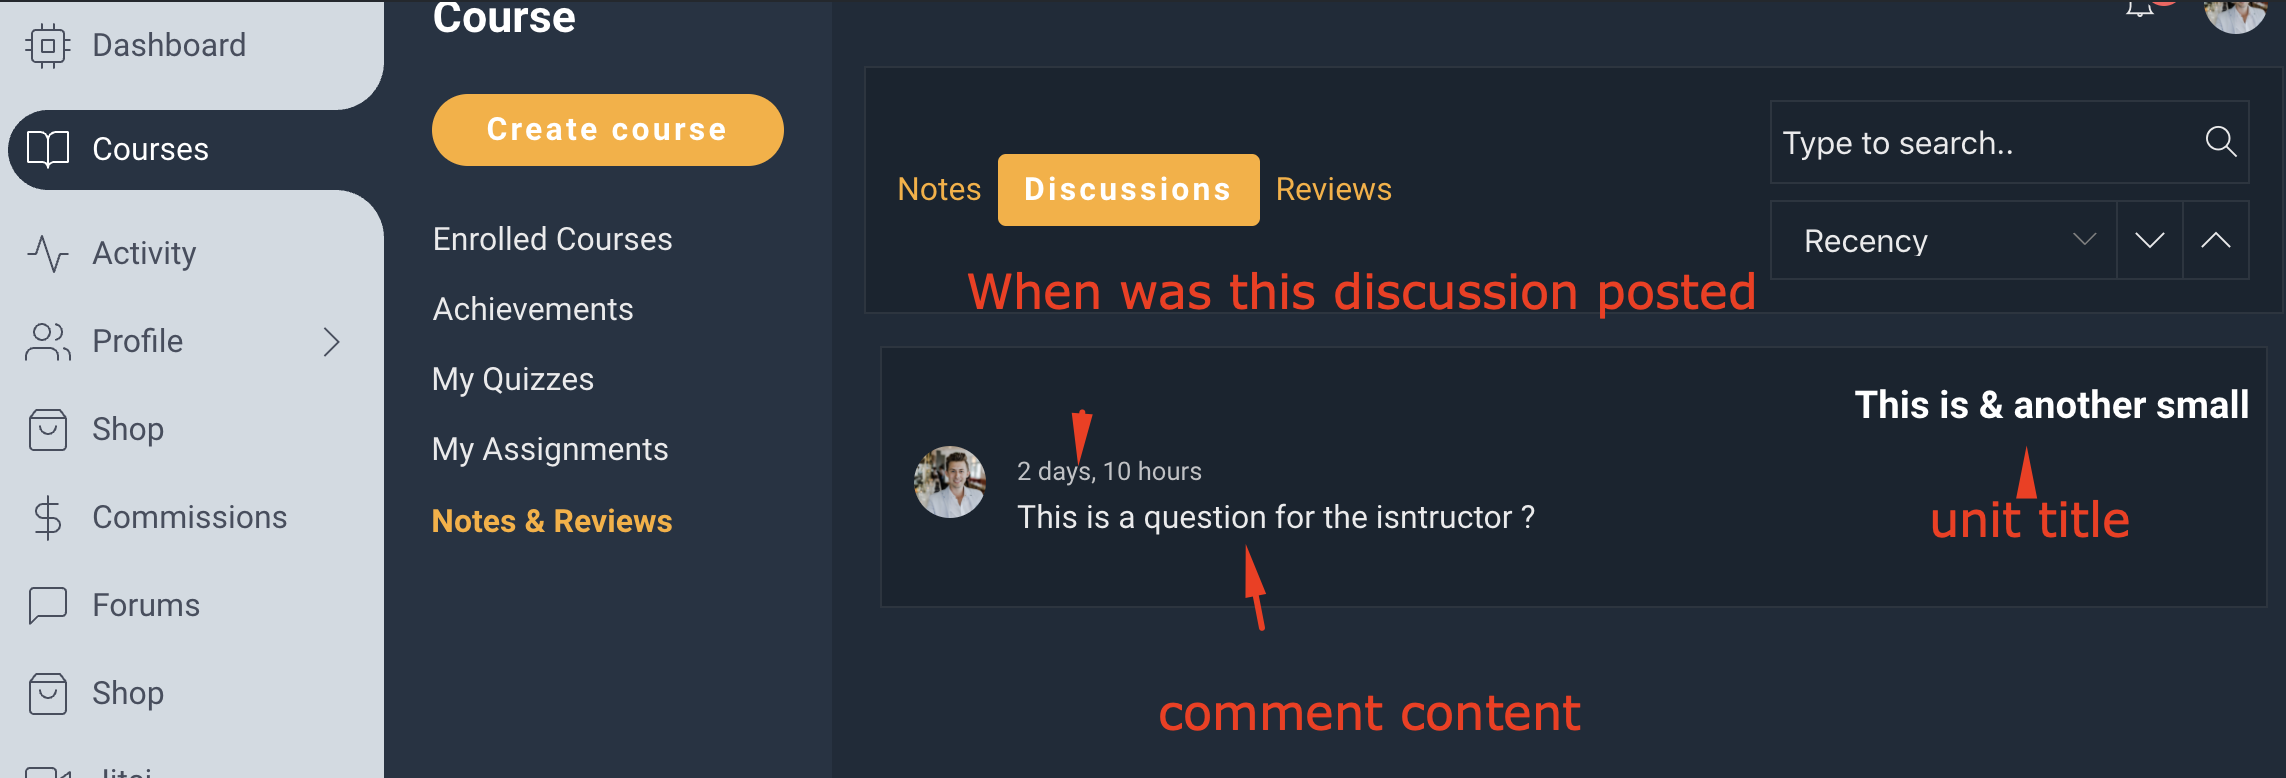 Dashboard
Courses
Activity
Profile
Shop
Commissions
Forums
Shop
Course
Create course
Enrolled Courses
Achievements
My Quizzes
My Assignments
Notes & Reviews
Notes
Discussions
Reviews
Type to search..
Recency
When was this discussion posted
This is & another small
unit title
2 days, 10 hours
This is a question for the isntructor ?
comment content